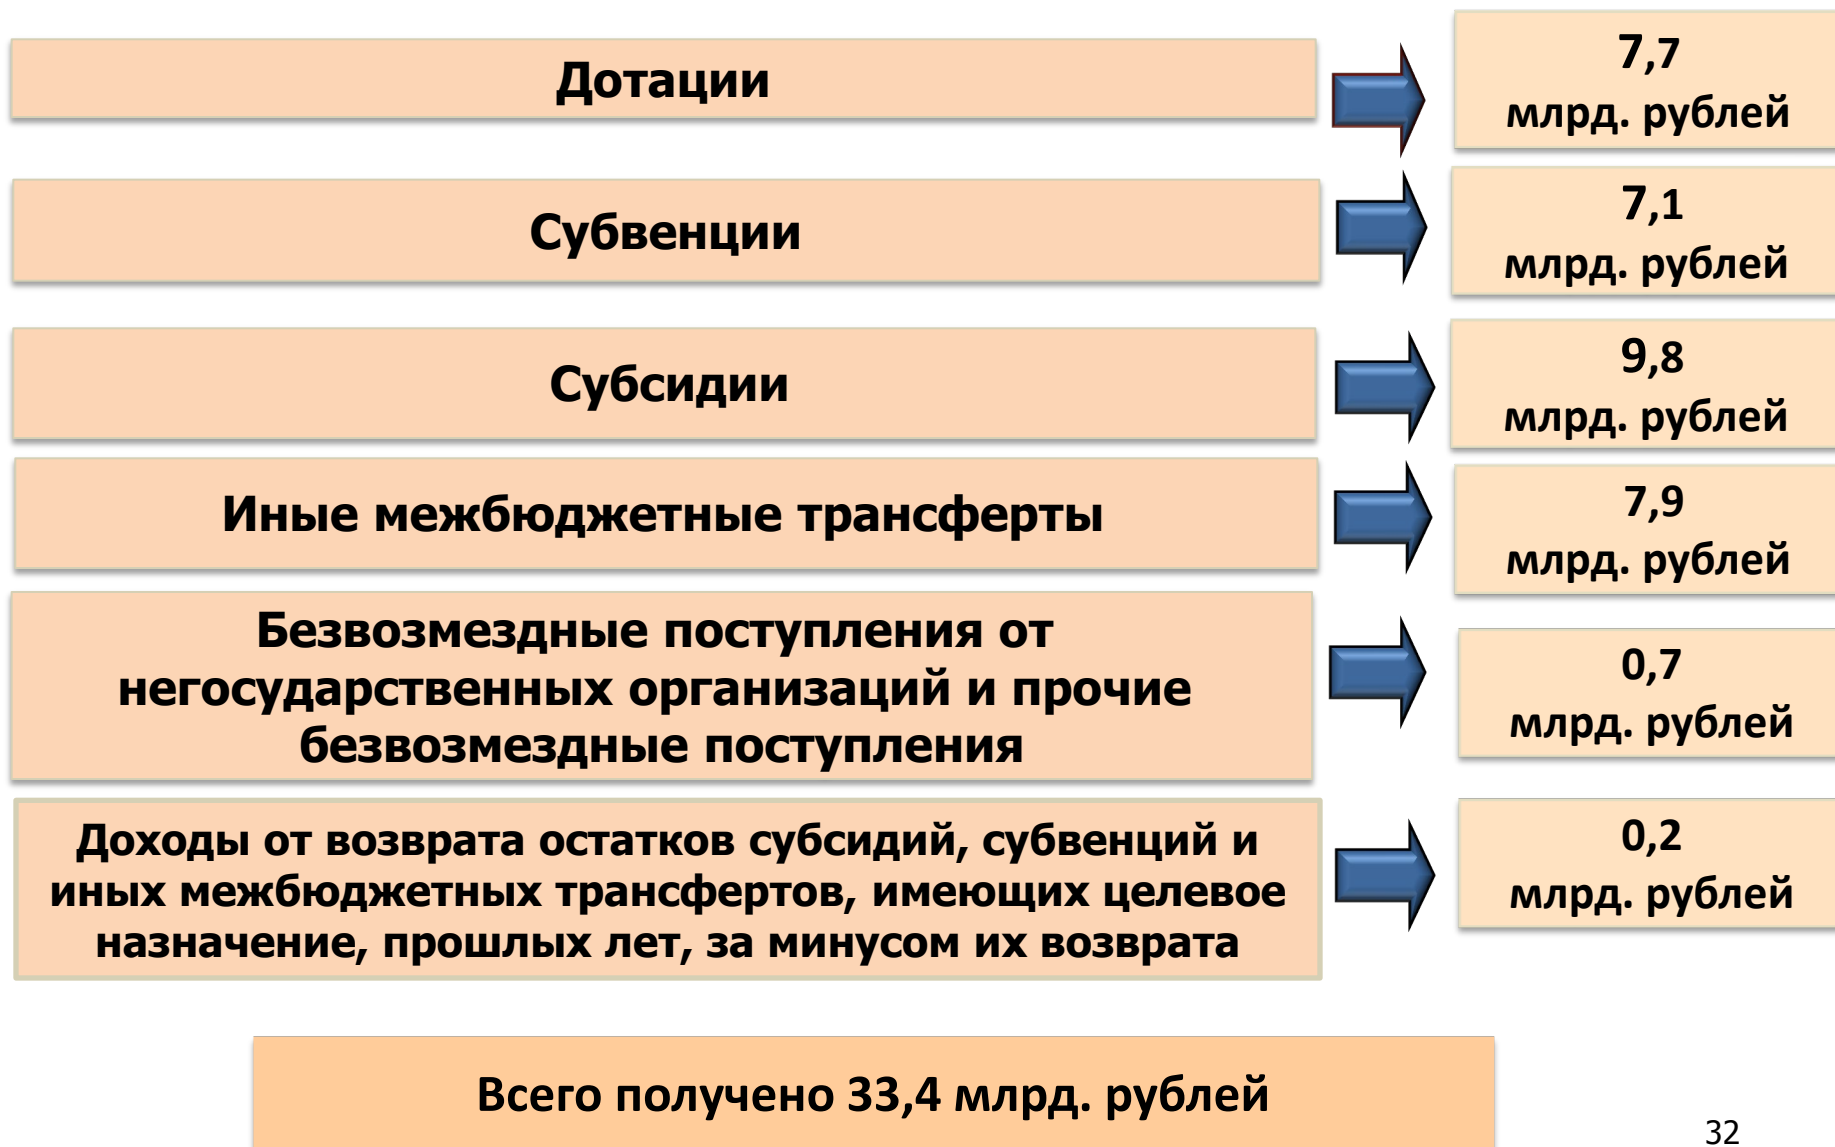 Дотации
7,7
млрд. рублей
Субвенции
7,1
млрд. рублей
Субсидии
9,8
млрд. рублей
Иные межбюджетные трансферты
7,9
млрд. рублей
Безвозмездные поступления от
негосударственных организаций и прочие
безвозмездные поступления
0,7
млрд. рублей
Доходы от возврата остатков субсидий, субвенций и
иных межбюджетных трансфертов, имеющих целевое
назначение, прошлых лет, за минусом их возврата
0,2
млрд. рублей
Всего получено 33,4 млрд. рублей
32